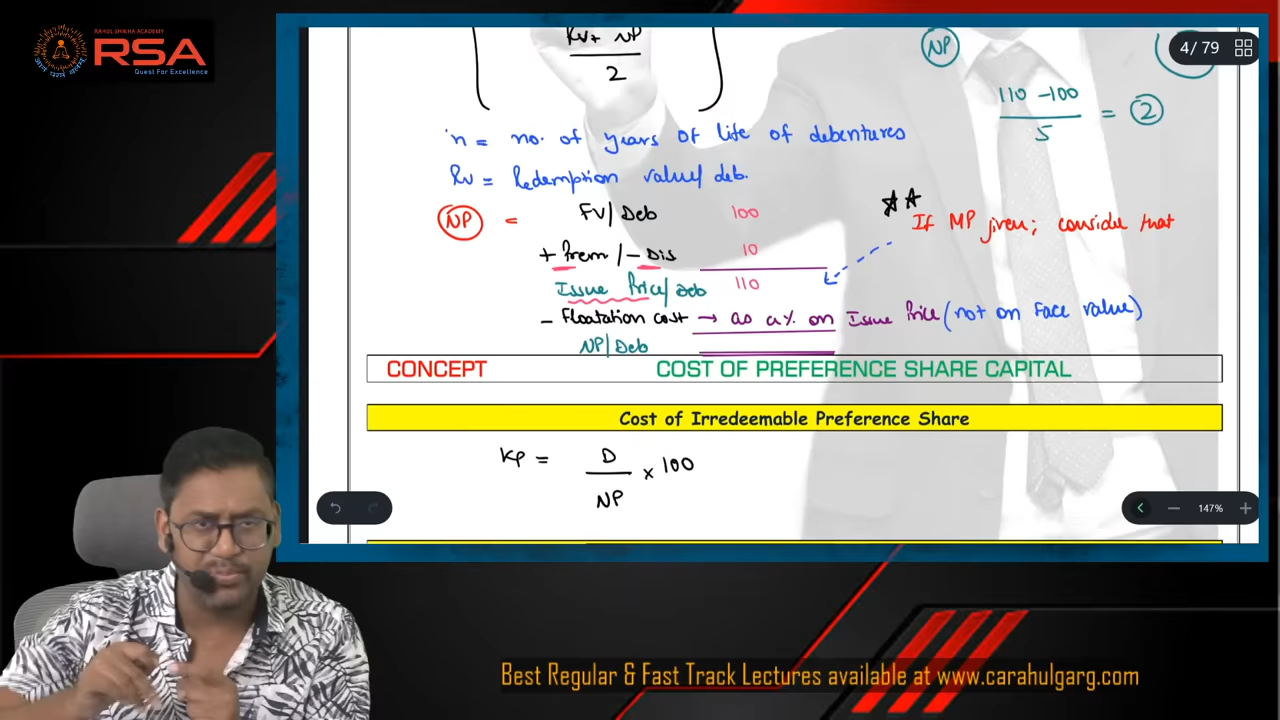 RAHUL SHIKHA ACADEMY
RSA
Quest For Excellence
4 / 79
RV + NP
2
NP
110 - 100
5
= 2
n = no. of years of life of debentures
RV = Redemption value/ deb.
NP = FV/ Deb 100
+ Prem / - Dis 10
Issue Price/ Deb 110
- Floatation cost → as a % on Issue Price (not on Face value)
NP/ Deb
If MP given; consider that
CONCEPT COST OF PREFERENCE SHARE CAPITAL
Cost of Irredeemable Preference Share
Kp = D
NP
× 100
147%
Best Regular & Fast Track Lectures available at www.carahulgarg.com